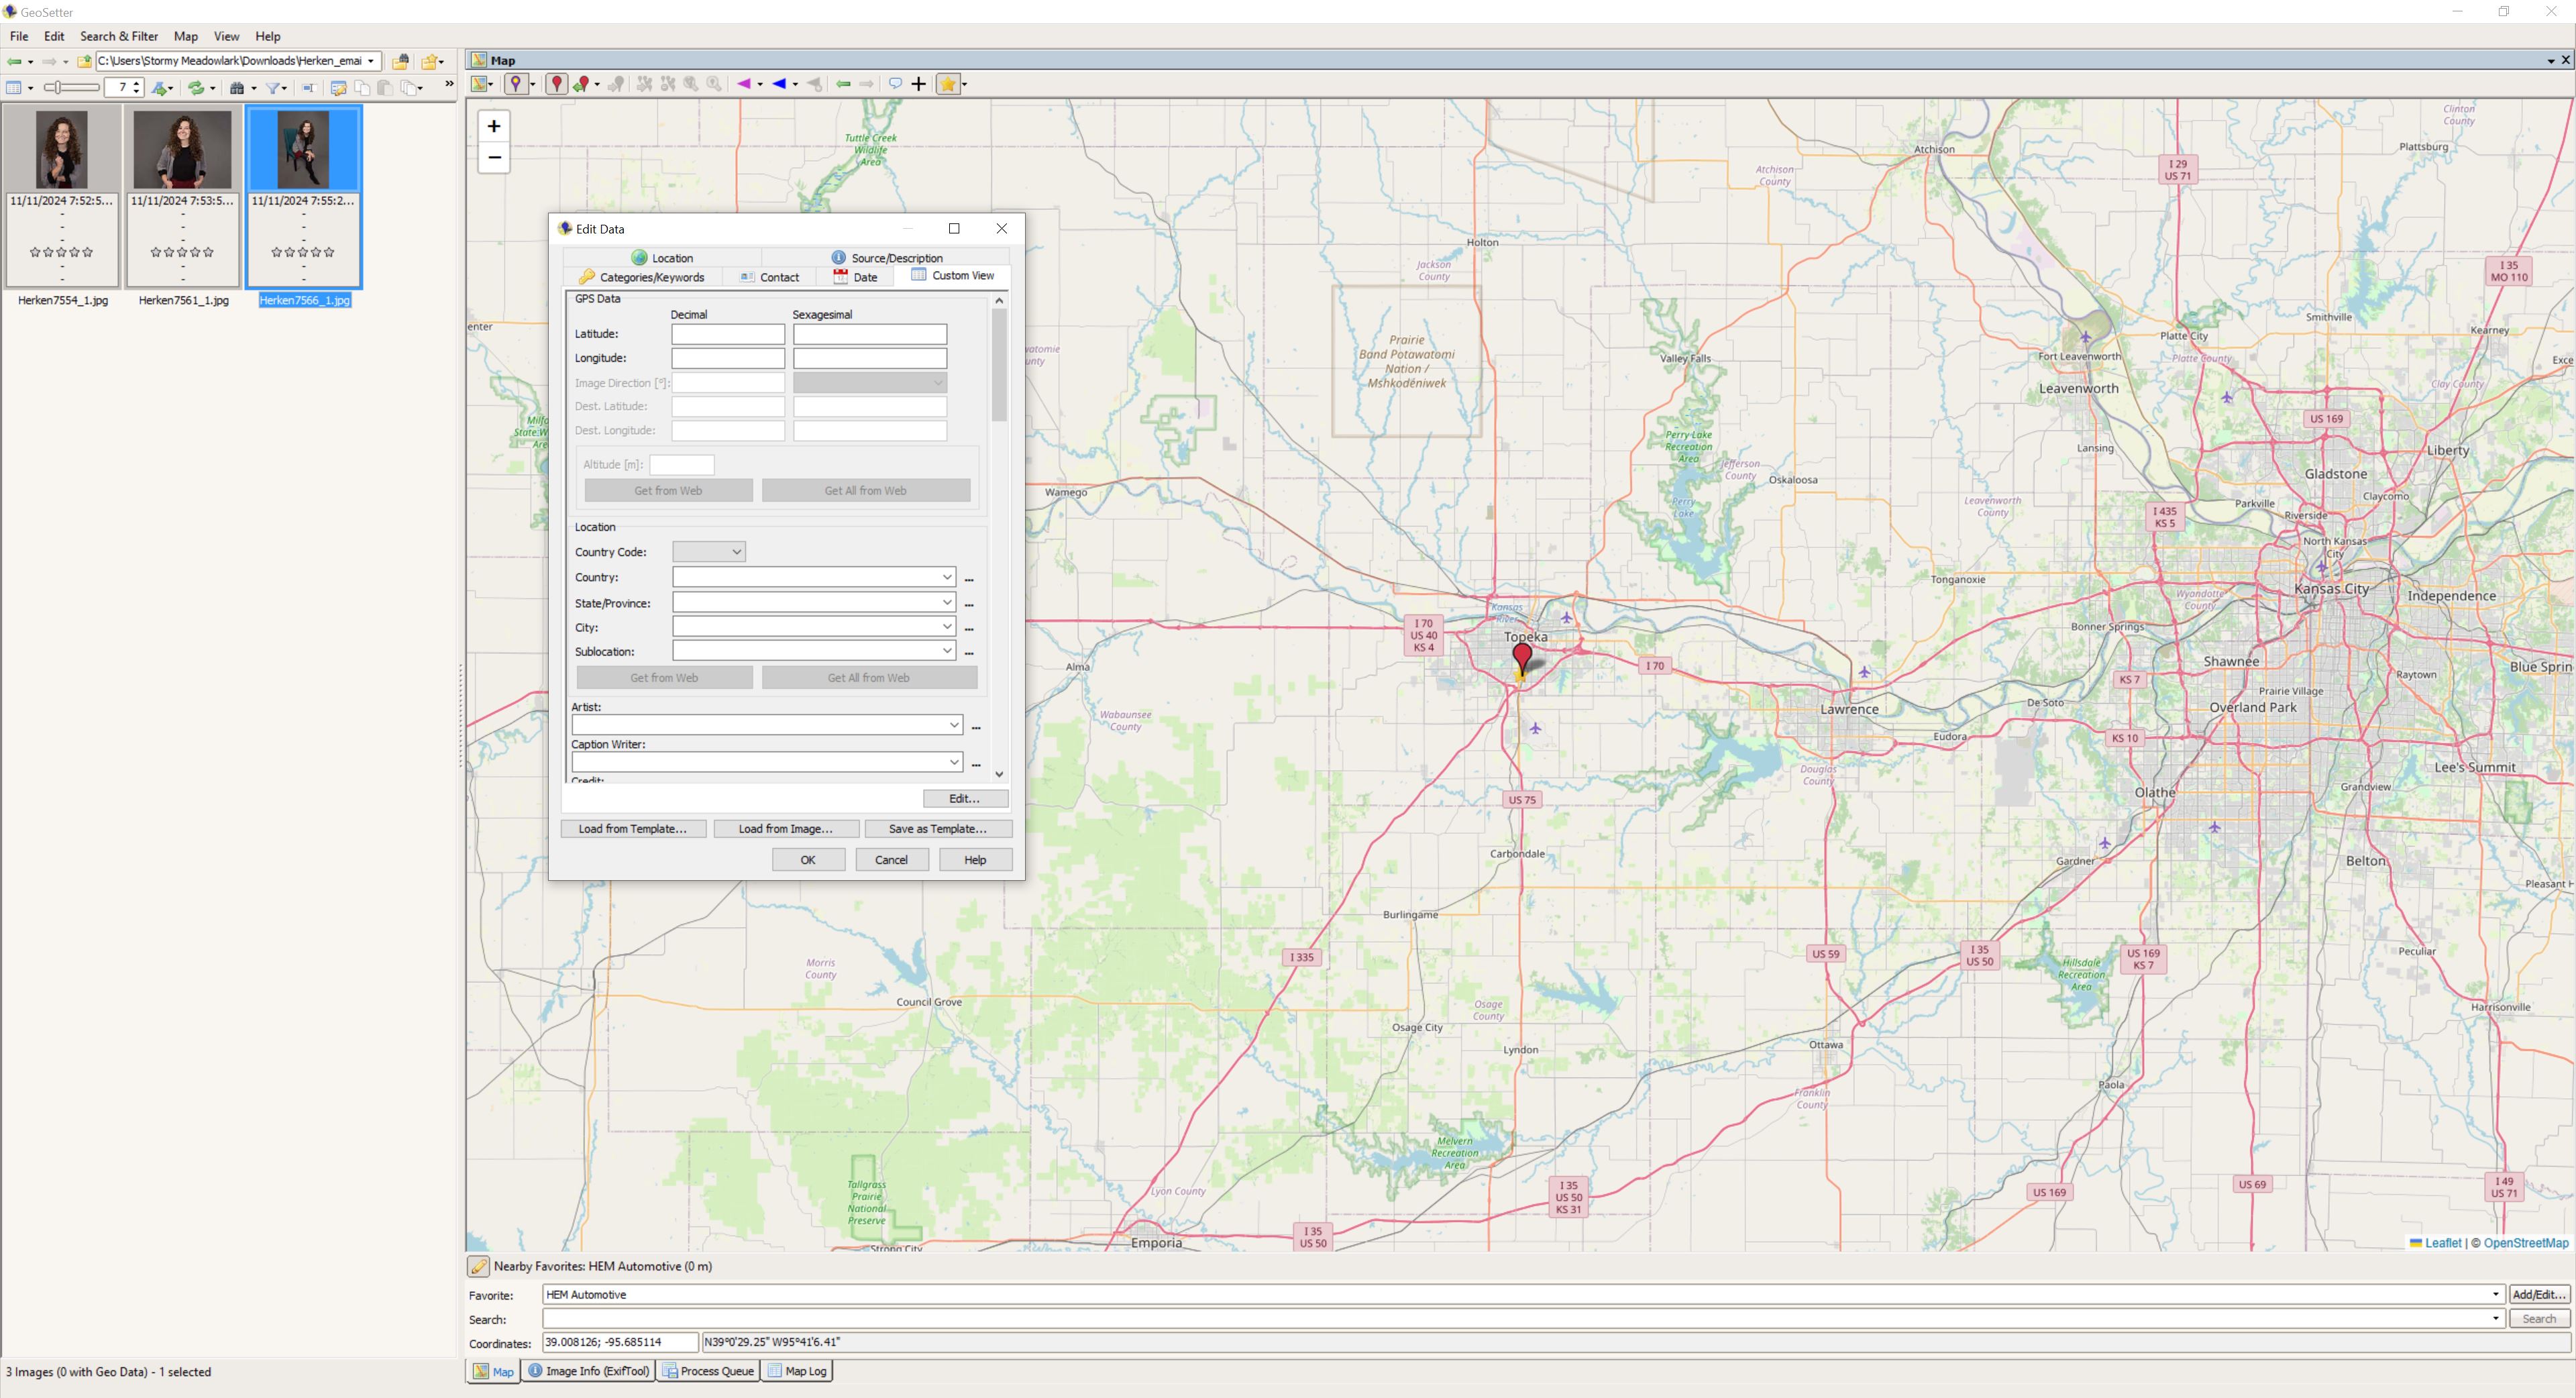 GeoSetter
File Edit Search & Filter Map View Help
C:\Users\Stormy Meadowlark\Downloads\Herken_emai
7
11/11/2024 7:52:5... 11/11/2024 7:53:5... 11/11/2024 7:55:2...
- - -
- - -
- - -
- - -
- - -
Herken7554_1.jpg Herken7561_1.jpg Herken7566_1.jpg
3 Images (0 with Geo Data) - 1 selected
Map
+
−
Edit Data
Location Source/Description
Categories/Keywords Contact Date Custom View
GPS Data
Decimal Sexagesimal
Latitude:
Longitude:
Image Direction [°]:
Dest. Latitude:
Dest. Longitude:
Altitude [m]:
Get from Web Get All from Web
Location
Country Code:
Country: ...
State/Province: ...
City: ...
Sublocation: ...
Get from Web Get All from Web
Artist:
...
Caption Writer:
...
Credit:
Edit...
Load from Template... Load from Image... Save as Template...
OK Cancel Help
Tuttle Creek
Wildlife
Area
Clinton
County
Plattsburg
Atchison
Atchison
County
I 29
US 71
Holton
Jackson
County
I 35
MO 110
enter
Smithville
Kearney
Platte City
Platte County
Prairie
Band Potawatomi
Nation /
Mshkodéniwek
Valley Falls
Fort Leavenworth
Leavenworth
Exce
Clay County
watomie
unty
Milfo
State W
Are
US 169
Perry Lake
Recreation
Area
Jefferson
County
Lansing
Liberty
Oskaloosa
Gladstone
Perry
Lake
Wamego
Leavenworth
County
Claycomo
Parkville
Riverside
I 435
KS 5
North Kansas
City
Tonganoxie
Kansas City
Wyandotte
County
Independence
Kansas
River
Topeka
I 70
US 40
KS 4
Bonner Springs
Alma
I 70
Shawnee
Blue Sprin
KS 7
Raytown
Prairie Village
Overland Park
De Soto
Lawrence
Wabaunsee
County
Eudora
KS 10
Lee's Summit
Douglas
County
Grandview
Olathe
US 75
Carbondale
Gardner
Belton
Pleasant H
Burlingame
I 335
US 59
I 35
US 50
US 169
KS 7
Peculiar
Morris
County
Hillsdale
Recreation
Area
Council Grove
Osage
County
Harrisonville
Osage City
Lyndon
Ottawa
Paola
Franklin
County
Melvern
Recreation
Area
Tallgrass
Prairie
National
Preserve
Lyon County
I 35
US 50
KS 31
US 169
US 69
I 49
US 71
I 35
US 50
Emporia
Strong City
Leaflet | © OpenStreetMap
Nearby Favorites: HEM Automotive (0 m)
Favorite: HEM Automotive Add/Edit...
Search: Search
Coordinates: 39.008126; -95.685114 N39°0'29.25" W95°41'6.41"
Map Image Info (ExifTool) Process Queue Map Log